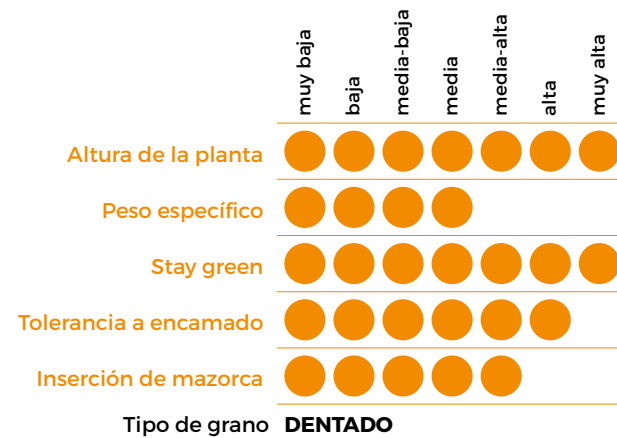 muy baja
baja
media-baja
media
media-alta
alta
muy alta
Altura de la planta
Peso específico
Stay green
Tolerancia a encamado
Inserción de mazorca
Tipo de grano DENTADO